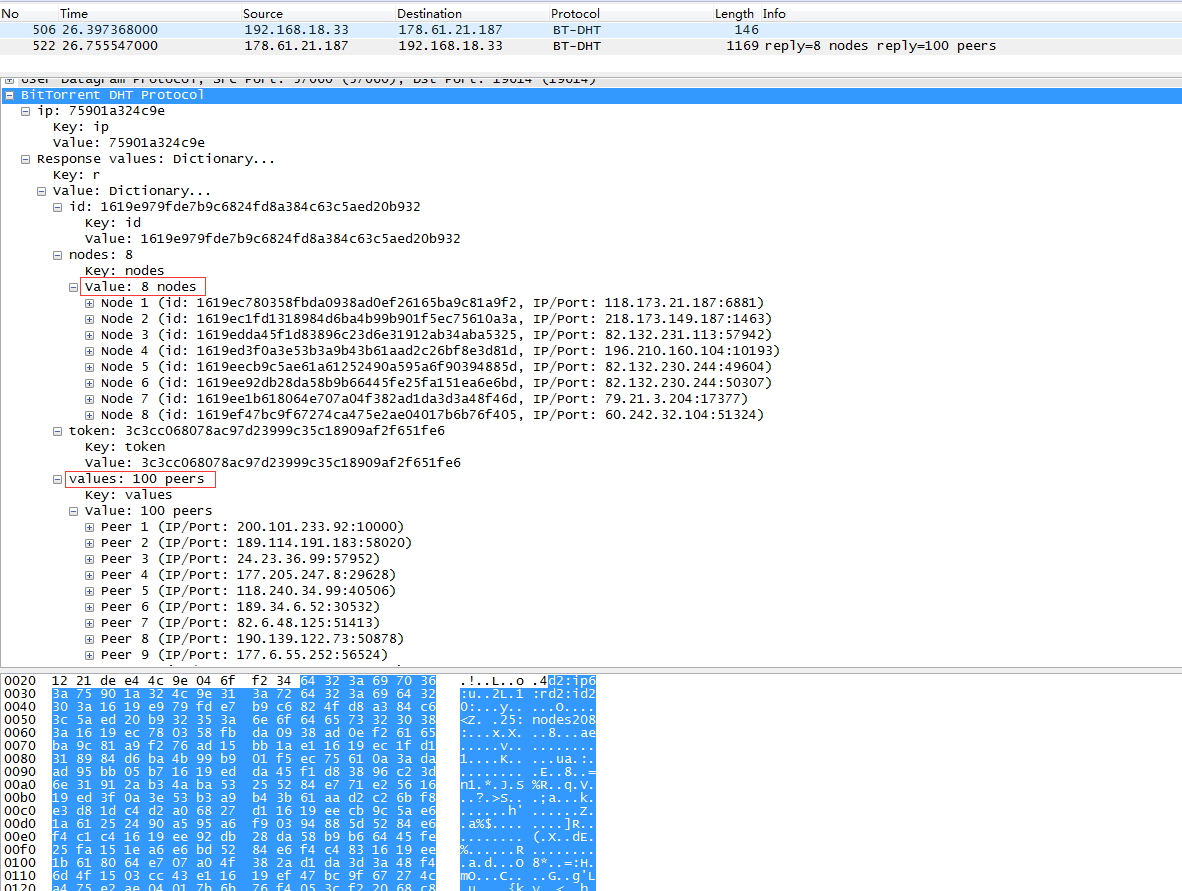 No Time Source Destination Protocol Length Info
506 26.397368000 192.168.18.33 178.61.21.187 BT-DHT 146
522 26.755547000 178.61.21.187 192.168.18.33 BT-DHT 1169 reply=8 nodes reply=100 peers
BitTorrent DHT Protocol
ip: 75901a324c9e
Key: ip
Value: 75901a324c9e
Response values: Dictionary...
Key: r
Value: Dictionary...
id: 1619e979fde7b9c6824fd8a384c63c5aed20b932
Key: id
Value: 1619e979fde7b9c6824fd8a384c63c5aed20b932
nodes: 8
Key: nodes
Value: 8 nodes
Node 1 (id: 1619ec780358fbda0938ad0ef26165ba9c81a9f2, IP/Port: 118.173.21.187:6881)
Node 2 (id: 1619ec1fd1318984d6ba4b99b901f5ec75610a3a, IP/Port: 218.173.149.187:1463)
Node 3 (id: 1619edda45f1d83896c23d6e31912ab34aba5325, IP/Port: 82.132.231.113:57942)
Node 4 (id: 1619ed3f0a3e53b3a9b43b61aad2c26bf8e3d81d, IP/Port: 196.210.160.104:10193)
Node 5 (id: 1619eecb9c5ae61a61252490a595a6f90394885d, IP/Port: 82.132.230.244:49604)
Node 6 (id: 1619ee92db28da58b9b66445fe25fa151ea6e6bd, IP/Port: 82.132.230.244:50307)
Node 7 (id: 1619ee1b618064e707a04f382ad1da3d3a48f46d, IP/Port: 79.21.3.204:17377)
Node 8 (id: 1619ef47bc9f67274ca475e2ae04017b6b76f405, IP/Port: 60.242.32.104:51324)
token: 3c3cc068078ac97d23999c35c18909af2f651fe6
Key: token
Value: 3c3cc068078ac97d23999c35c18909af2f651fe6
values: 100 peers
Key: values
Value: 100 peers
Peer 1 (IP/Port: 200.101.233.92:10000)
Peer 2 (IP/Port: 189.114.191.183:58020)
Peer 3 (IP/Port: 24.23.36.99:57952)
Peer 4 (IP/Port: 177.205.247.8:29628)
Peer 5 (IP/Port: 118.240.34.99:40506)
Peer 6 (IP/Port: 189.34.6.52:30532)
Peer 7 (IP/Port: 82.6.48.125:51413)
Peer 8 (IP/Port: 190.139.122.73:50878)
Peer 9 (IP/Port: 177.6.55.252:56524)
0020 12 21 de e4 4c 9e 04 6f f2 34 64 32 3a 69 70 36 .!..L..o .4d2:ip6
0030 3a 75 90 1a 32 4c 9e 31 3a 72 64 32 3a 69 64 32 :u..2L.1 :rd2:id2
0040 30 3a 16 19 e9 79 fd e7 b9 c6 82 4f d8 a3 84 c6 0:...y.. ...O....
0050 3c 5a ed 20 b9 32 35 3a 6e 6f 64 65 73 32 30 38 <Z. .25: nodes208
0060 3a 16 19 ec 78 03 58 fb da 09 38 ad 0e f2 61 65 :...x.X. ..8...ae
0070 ba 9c 81 a9 f2 76 ad 15 bb 1a e1 16 19 ec 1f d1 .....v.. ........
0080 31 89 84 d6 ba 4b 99 b9 01 f5 ec 75 61 0a 3a da 1....K.. ...ua.:.
0090 ad 95 bb 05 b7 16 19 ed da 45 f1 d8 38 96 c2 3d ........ .E..8..=
00a0 6e 31 91 2a b3 4a ba 53 25 52 84 e7 71 e2 56 16 n1.*.J.S %R..q.V.
00b0 19 ed 3f 0a 3e 53 b3 a9 b4 3b 61 aad2 c2 6b f8 ..?.>S.. .;a...k.
00c0 e3 d8 1d c4 d2 a0 68 27 d1 16 19 ee cb 9c 5a e6 ......h' ......Z.
00d0 1a 61 25 24 90 a5 95 a6 f9 03 94 88 5d 52 84 e6 .a%$.... ....]R..
00e0 f4 c1 c4 16 19 ee 92 db 28 da 58 b9 b6 64 45 fe ........ (.X..dE.
00f0 25 fa 15 1e a6 e6 bd 52 84 e6 f4 c4 83 16 19 ee %......R ........
0100 1b 61 80 64 e7 07 a0 4f 38 2a d1 da 3d 3a 48 f4 .a.d...O 8*..=:H.
0110 6d 4f 15 03 cc 43 e1 16 19 ef 47 bc 9f 67 27 4c mO...C.. ..G..g'L